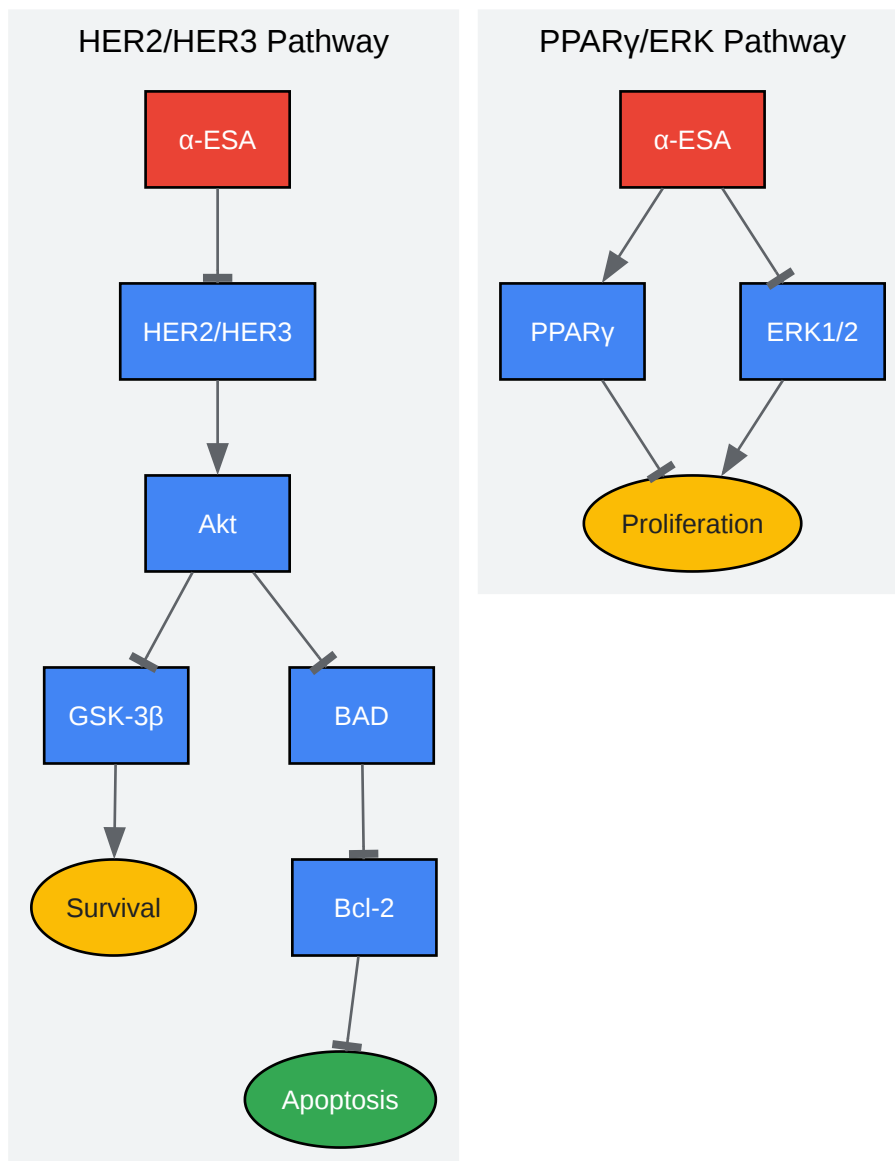 HER2/HER3 Pathway
α-ESA
HER2/HER3
Akt
GSK-3β
BAD
Survival
Bcl-2
Apoptosis
PPARγ/ERK Pathway
α-ESA
PPARγ
ERK1/2
Proliferation